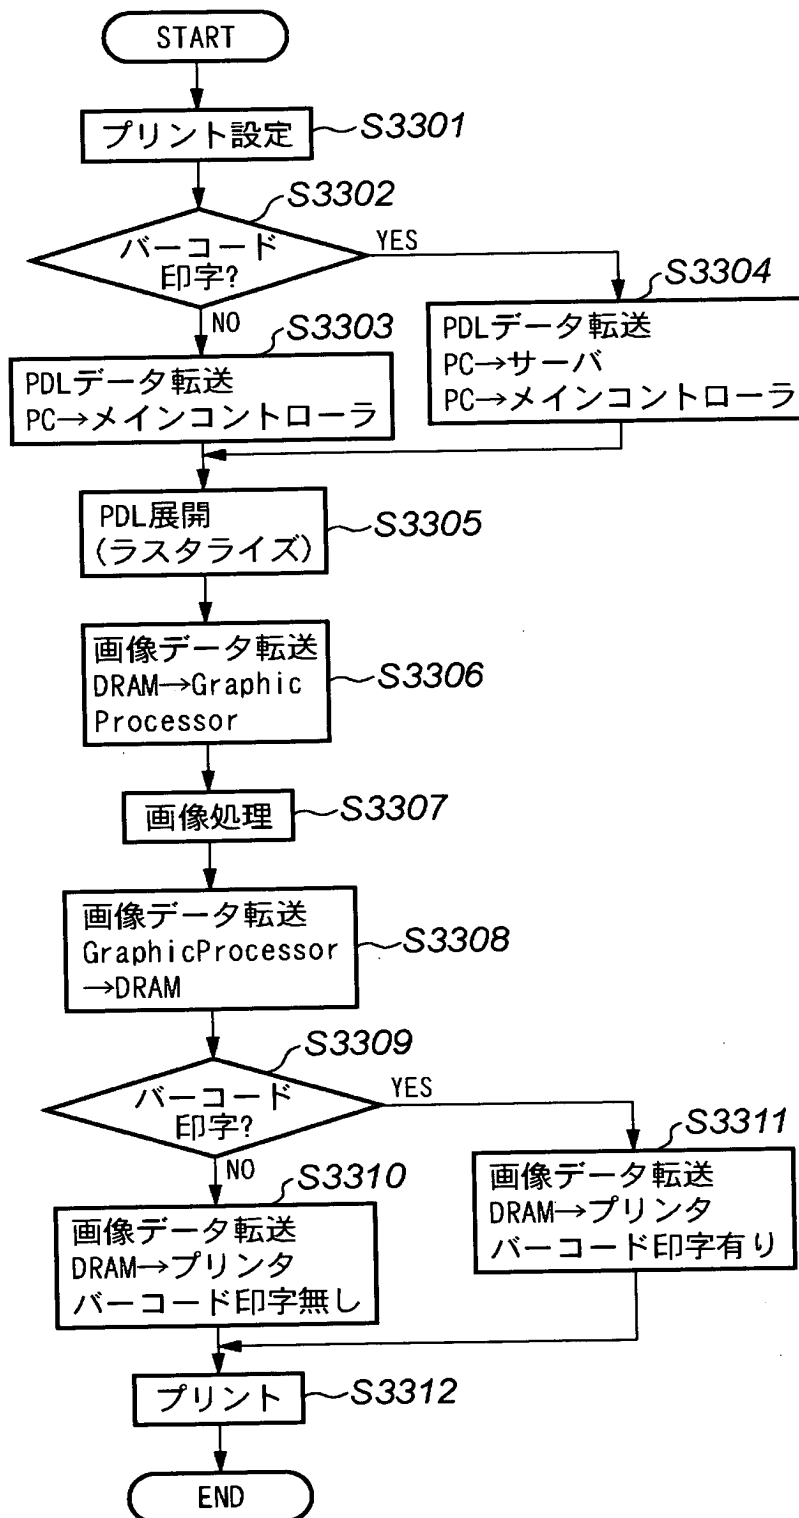 START
プリント設定
S3301
S3302
バーコード
印字?
YES
NO
S3303
PDLデータ転送
PC→メインコントローラ
S3304
PDLデータ転送
PC→サーバ
PC→メインコントローラ
PDL展開
(ラスタライズ)
S3305
画像データ転送
DRAM→Graphic
Processor
S3306
画像処理
S3307
画像データ転送
GraphicProcessor
→DRAM
S3308
S3309
バーコード
印字?
YES
NO
S3310
画像データ転送
DRAM→プリンタ
バーコード印字無し
S3311
画像データ転送
DRAM→プリンタ
バーコード印字有り
プリント
S3312
END